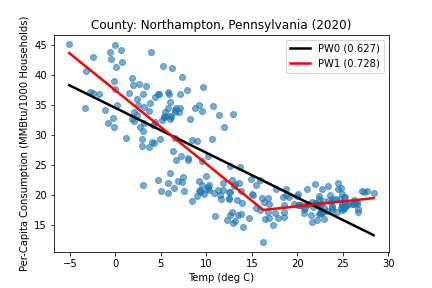 County: Northampton, Pennsylvania (2020)
Per-Capita Consumption (MMBtu/1000 Households)
45
40
35
30
25
20
15
PW0 (0.627)
PW1 (0.728)
−5 0 5 10 15 20 25 30
Temp (deg C)